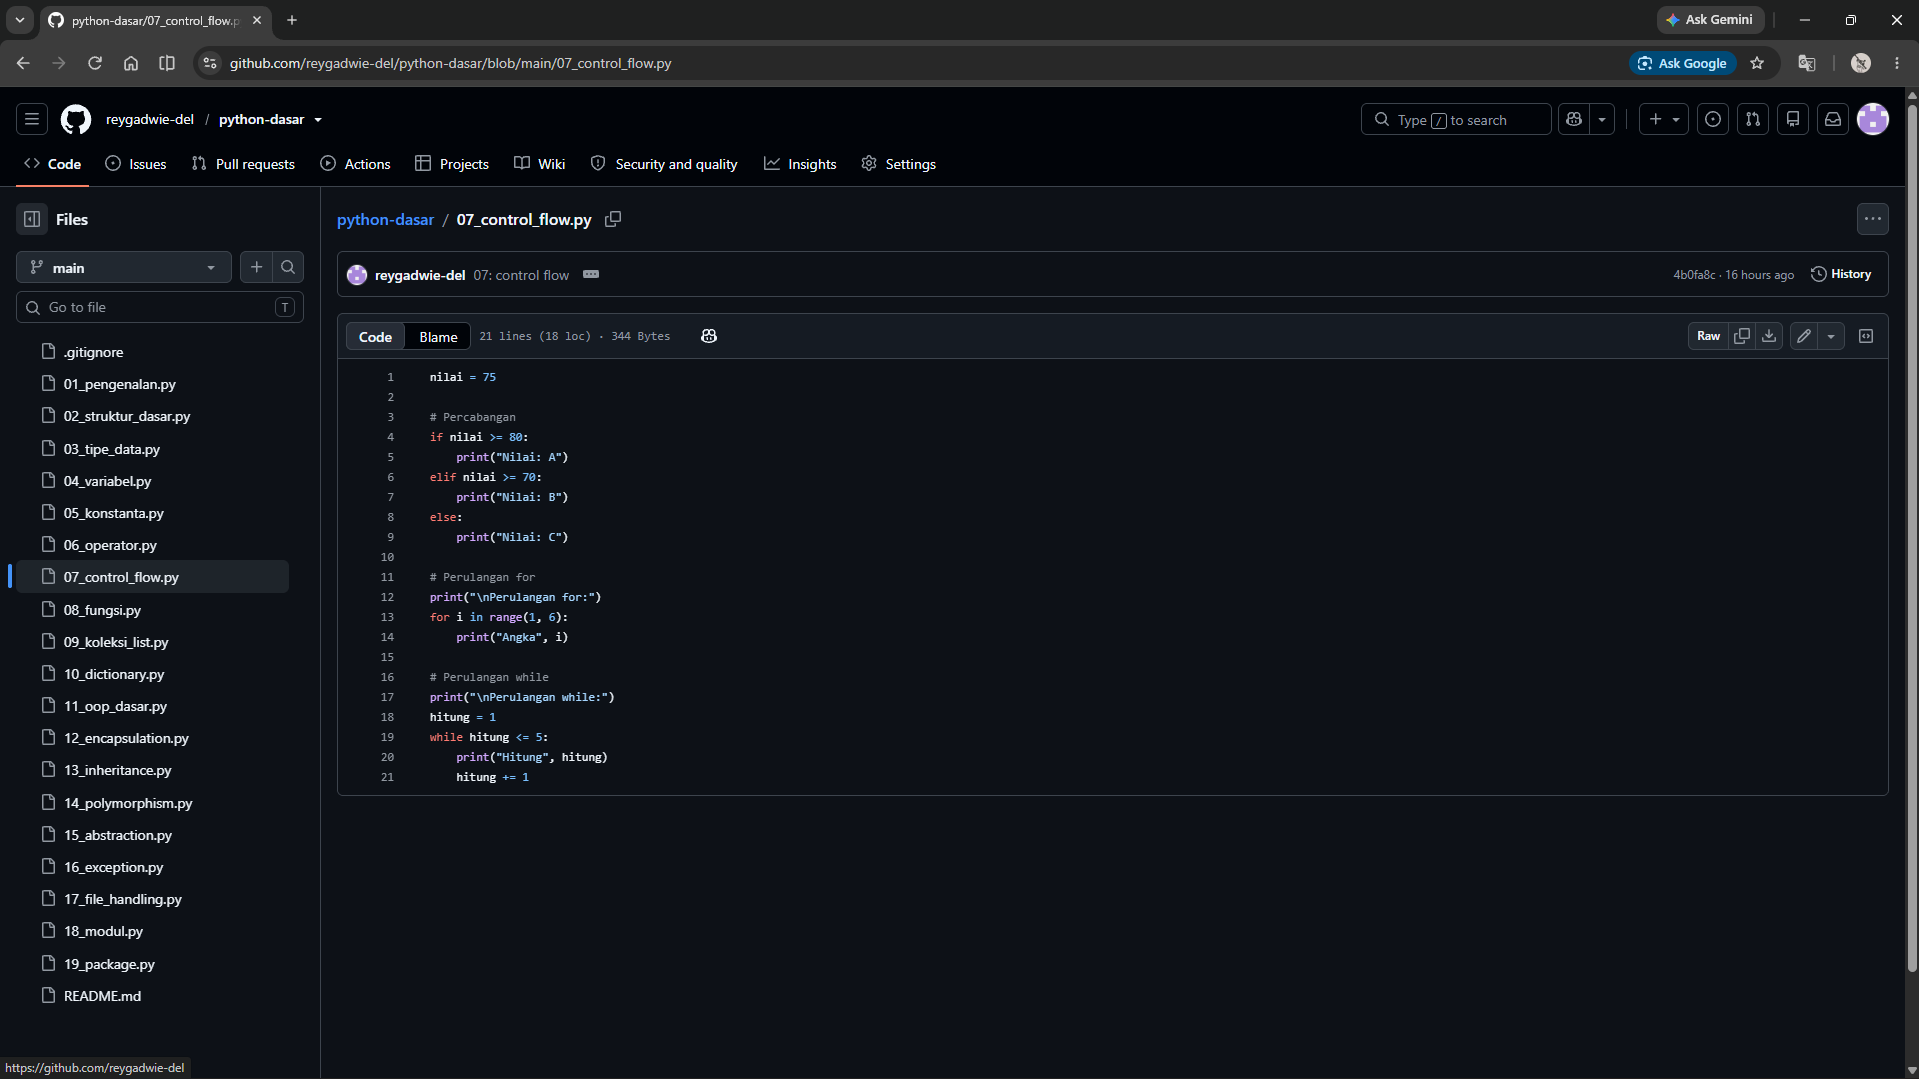 python-dasar/07_control_flow.p
Ask Gemini
github.com/reygadwie-del/python-dasar/blob/main/07_control_flow.py
Ask Google
reygadwie-del / python-dasar
Type / to search
Code
Issues
Pull requests
Actions
Projects
Wiki
Security and quality
Insights
Settings
Files
main
Go to file
T
.gitignore
01_pengenalan.py
02_struktur_dasar.py
03_tipe_data.py
04_variabel.py
05_konstanta.py
06_operator.py
07_control_flow.py
08_fungsi.py
09_koleksi_list.py
10_dictionary.py
11_oop_dasar.py
12_encapsulation.py
13_inheritance.py
14_polymorphism.py
15_abstraction.py
16_exception.py
17_file_handling.py
18_modul.py
19_package.py
README.md
python-dasar / 07_control_flow.py
reygadwie-del 07: control flow
4b0fa8c · 16 hours ago
History
Code
Blame
21 lines (18 loc) · 344 Bytes
Raw
1 nilai = 75
2
3 # Percabangan
4 if nilai >= 80:
5     print("Nilai: A")
6 elif nilai >= 70:
7     print("Nilai: B")
8 else:
9     print("Nilai: C")
10
11 # Perulangan for
12 print("\nPerulangan for:")
13 for i in range(1, 6):
14     print("Angka", i)
15
16 # Perulangan while
17 print("\nPerulangan while:")
18 hitung = 1
19 while hitung <= 5:
20     print("Hitung", hitung)
21     hitung += 1
https://github.com/reygadwie-del